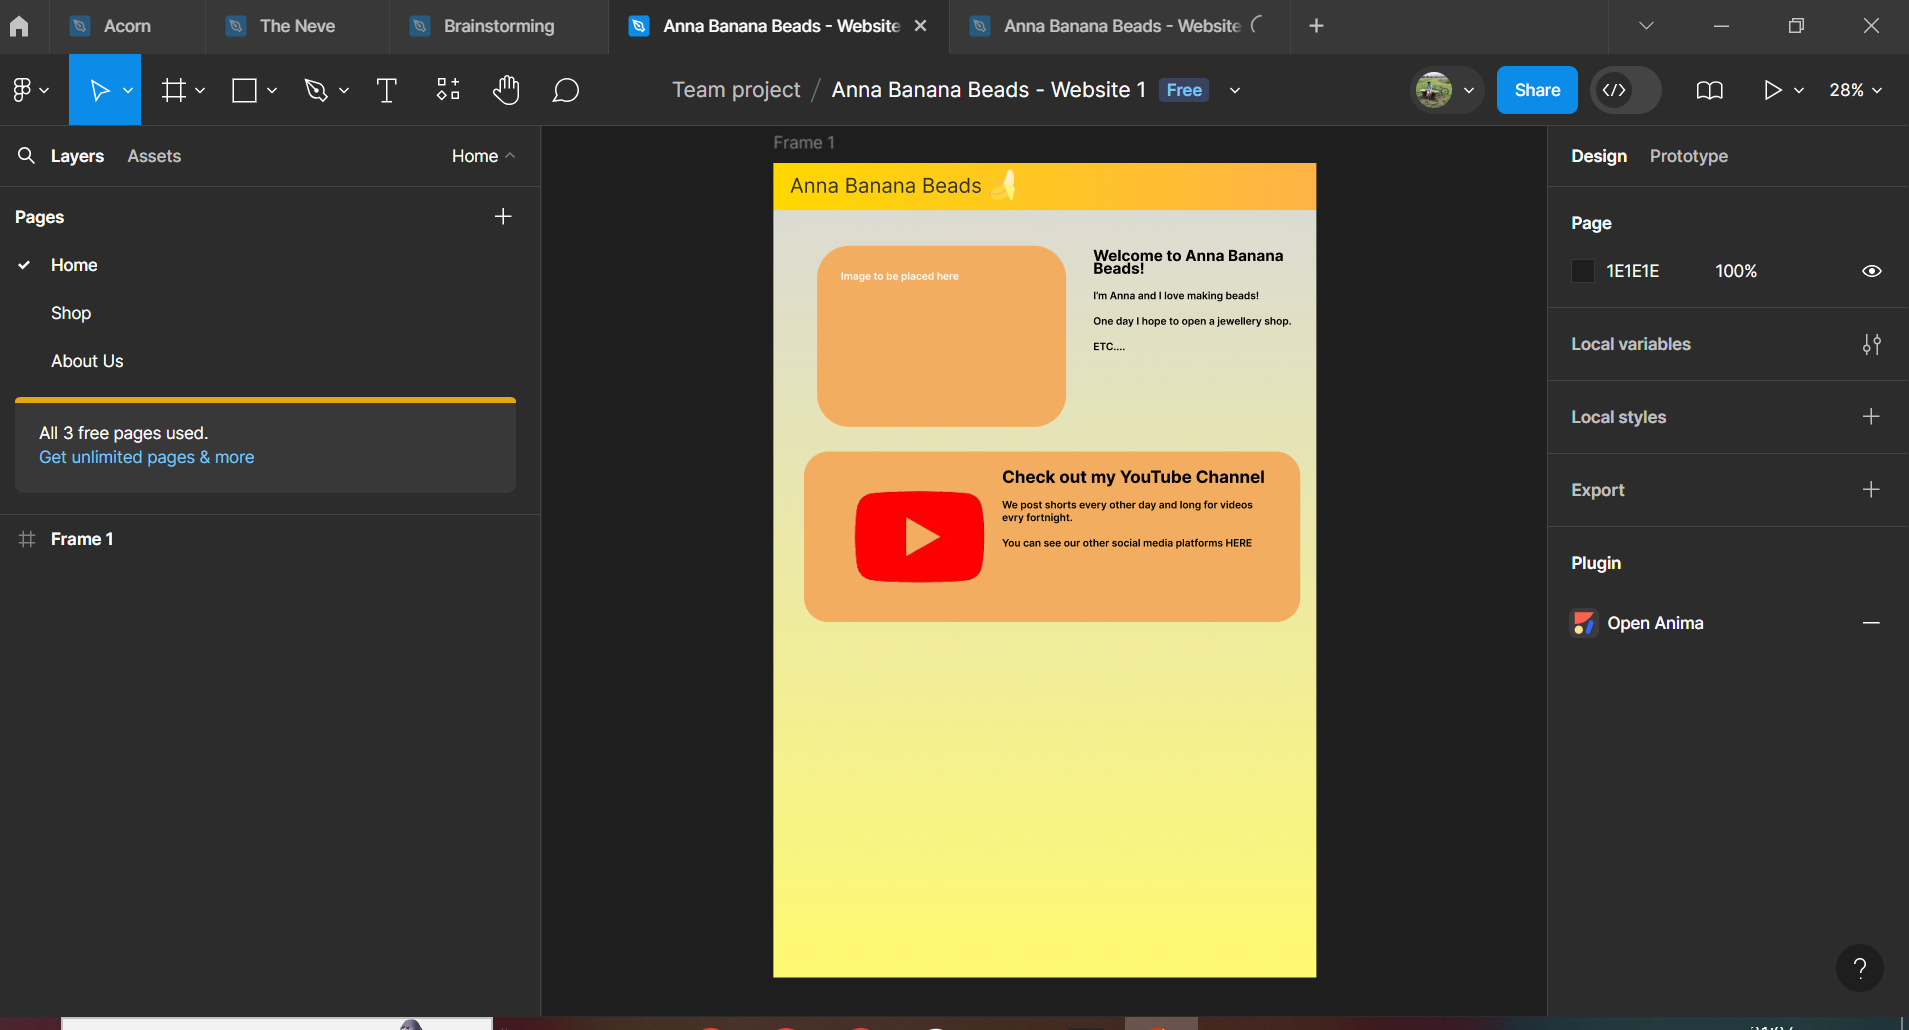 Acorn
The Neve
Brainstorming
Anna Banana Beads - Website
Anna Banana Beads - Website
Team project / Anna Banana Beads - Website 1
Free
Share
28%
Layers
Assets
Home
Pages
Home
Shop
About Us
All 3 free pages used.
Get unlimited pages & more
Frame 1
Frame 1
Anna Banana Beads
Image to be placed here
Welcome to Anna Banana
Beads!
I'm Anna and I love making beads!
One day I hope to open a jewellery shop.
ETC....
Check out my YouTube Channel
We post shorts every other day and long for videos
evry fortnight.
You can see our other social media platforms HERE
Design
Prototype
Page
1E1E1E
100%
Local variables
Local styles
Export
Plugin
Open Anima
?